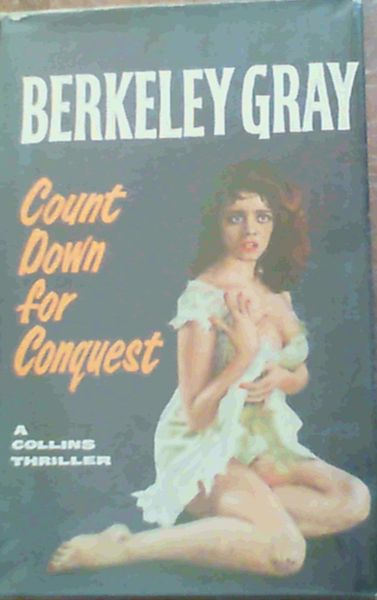 BERKELEY GRAY
Count
Down
for
Conquest
A
COLLINS
THRILLER